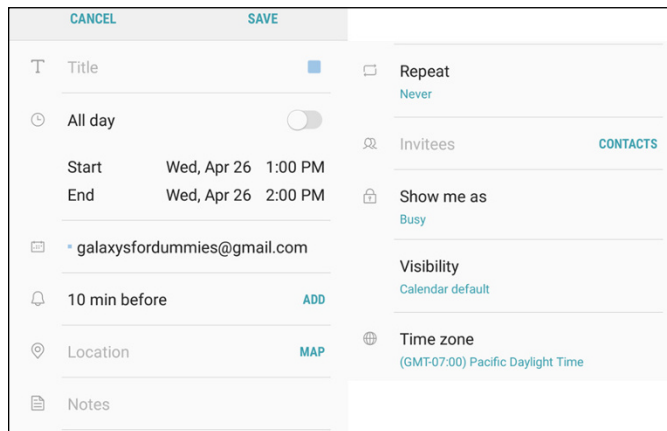 CANCEL SAVE
T Title
All day
Start Wed, Apr 26 1:00 PM
End Wed, Apr 26 2:00 PM
galaxysfordummies@gmail.com
10 min before ADD
Location MAP
Notes
Repeat
Never
Invitees CONTACTS
Show me as
Busy
Visibility
Calendar default
Time zone
(GMT-07:00) Pacific Daylight Time